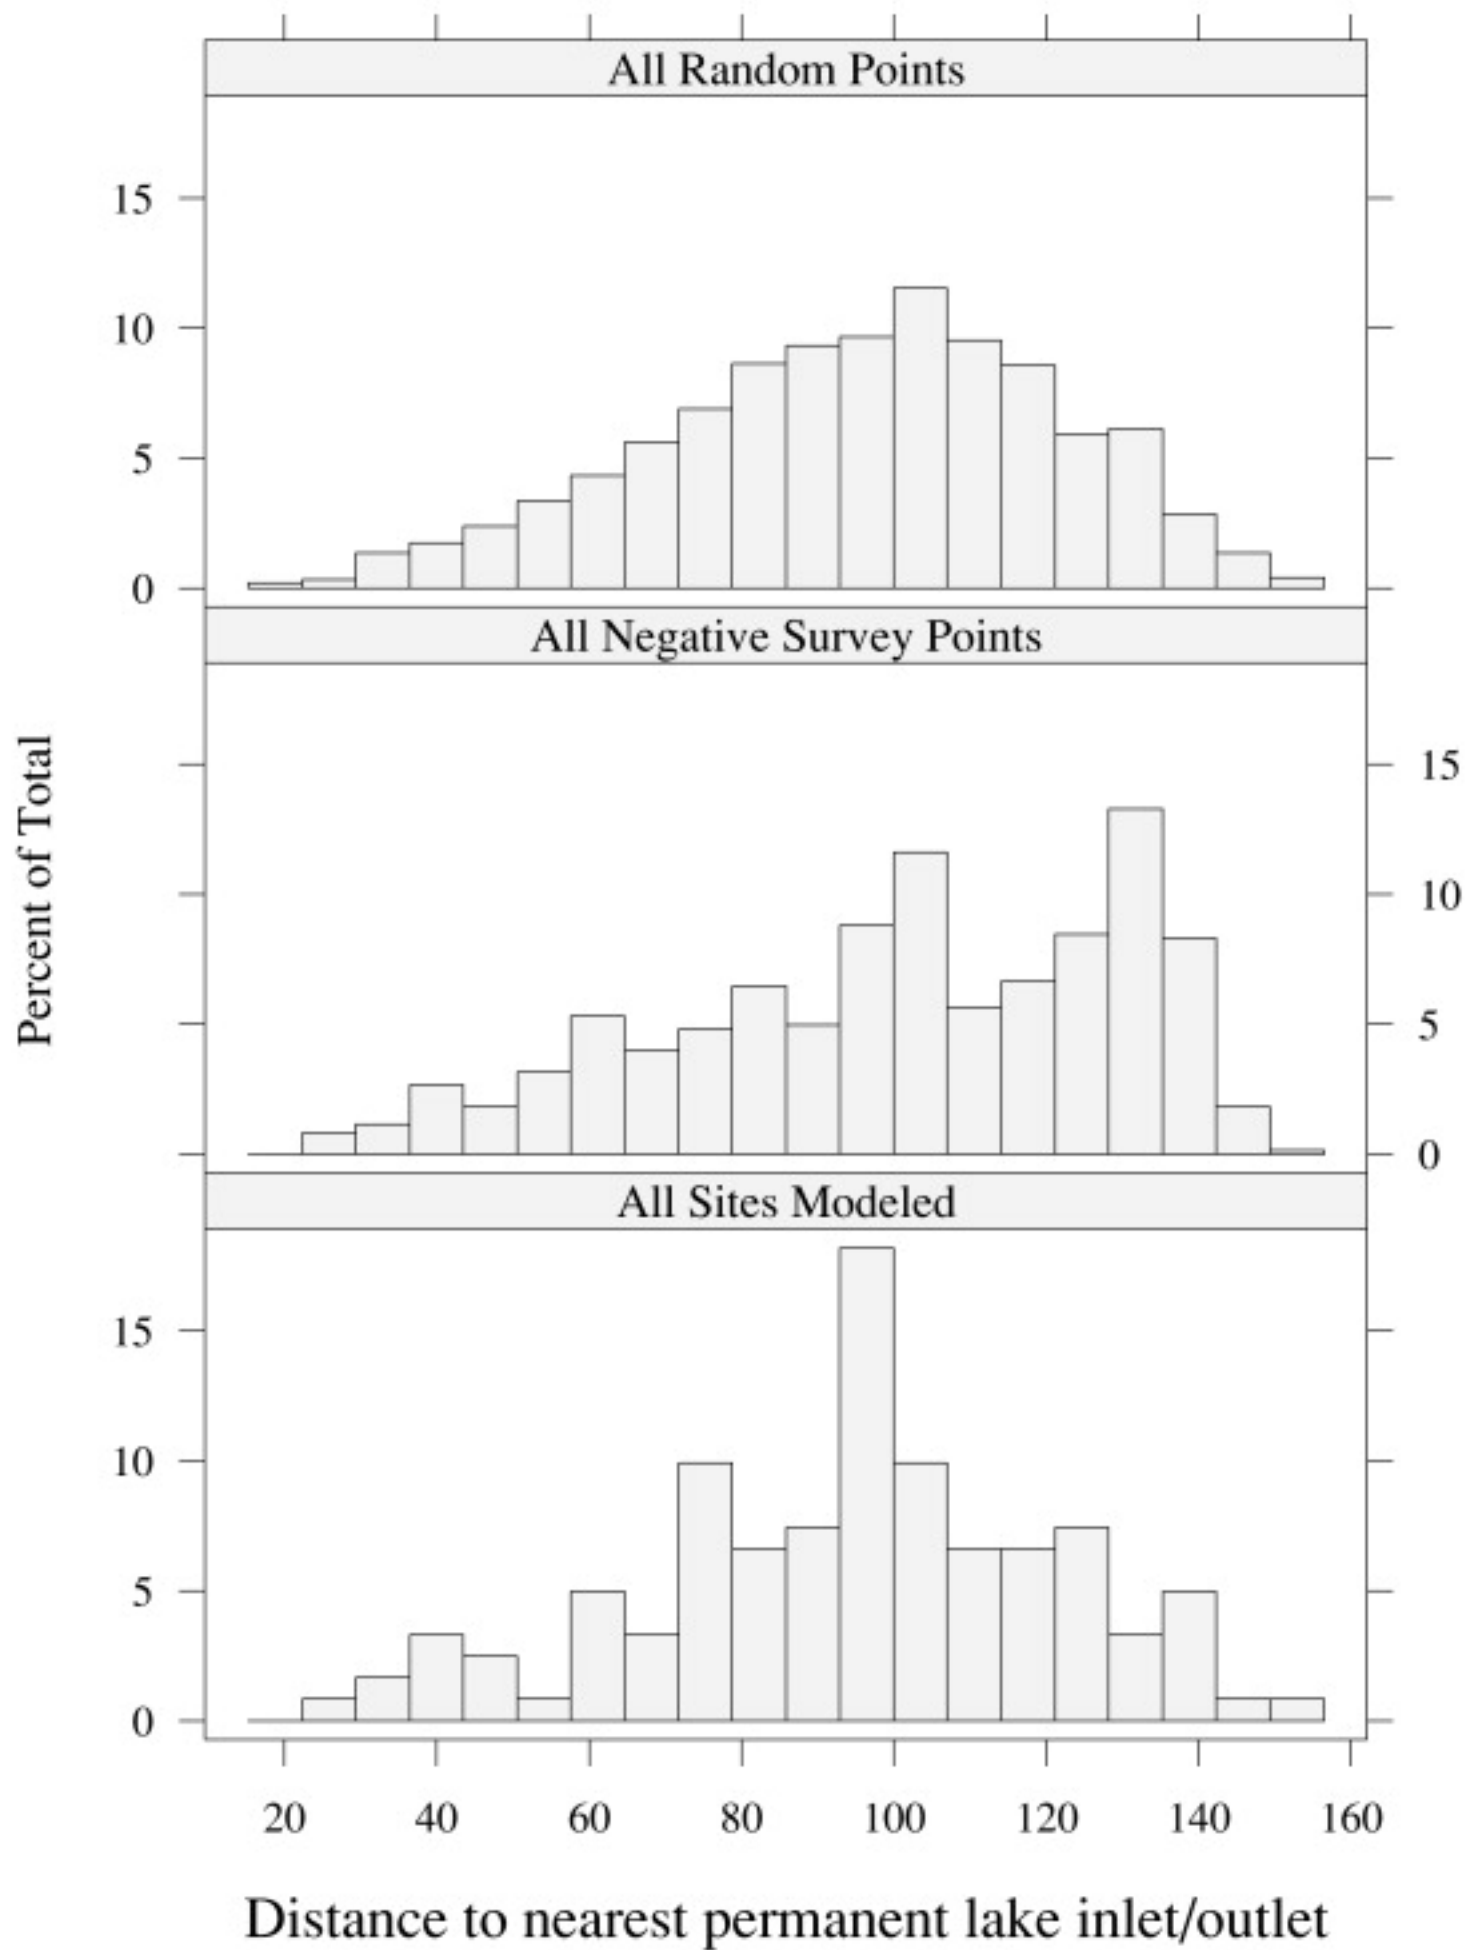 All Random Points
15
10
5
0
All Negative Survey Points
15
10
5
0
Percent of Total
All Sites Modeled
15
10
5
0
20 40 60 80 100 120 140 160
Distance to nearest permanent lake inlet/outlet